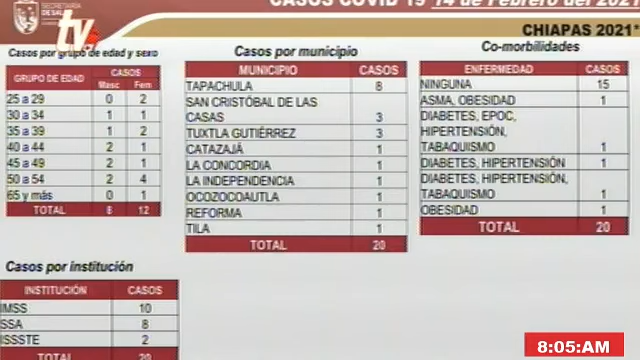 SECRETARÍA
DE SALUD
CASOS COVID 19 14 de Febrero del 2021
CHIAPAS 2021*
tv
Casos por grupo de edad y sexo
GRUPO DE EDAD CASOS
Masc Fem
25 a 29 0 2
30 a 34 1 1
35 a 39 1 2
40 a 44 2 1
45 a 49 2 1
50 a 54 2 4
65 y más 0 1
TOTAL 8 12
Casos por municipio
MUNICIPIO CASOS
TAPACHULA 8
SAN CRISTÓBAL DE LAS
CASAS 3
TUXTLA GUTIÉRREZ 3
CATAZAJÁ 1
LA CONCORDIA 1
LA INDEPENDENCIA 1
OCOZOCOAUTLA 1
REFORMA 1
TILA 1
TOTAL 20
Co-morbilidades
ENFERMEDAD CASOS
NINGUNA 15
ASMA, OBESIDAD 1
DIABETES, EPOC,
HIPERTENSIÓN,
TABAQUISMO 1
DIABETES, HIPERTENSIÓN 1
DIABETES, HIPERTENSIÓN,
TABAQUISMO 1
OBESIDAD 1
TOTAL 20
Casos por institución
INSTITUCIÓN CASOS
IMSS 10
SSA 8
ISSSTE 2
TOTAL 20
8:05:AM